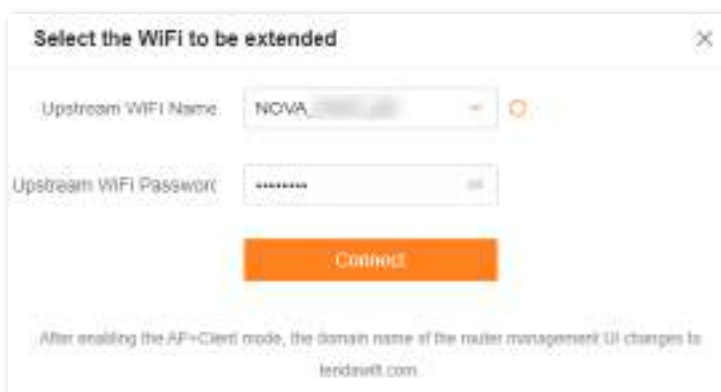 Select the WiFi to be extended
Upstream WIFI Name
NOVA_
Upstream WIFI Password
••••••••
Connect
After enabling the AP+Client mode, the domain name of the router management UI changes to
tendawifi.com